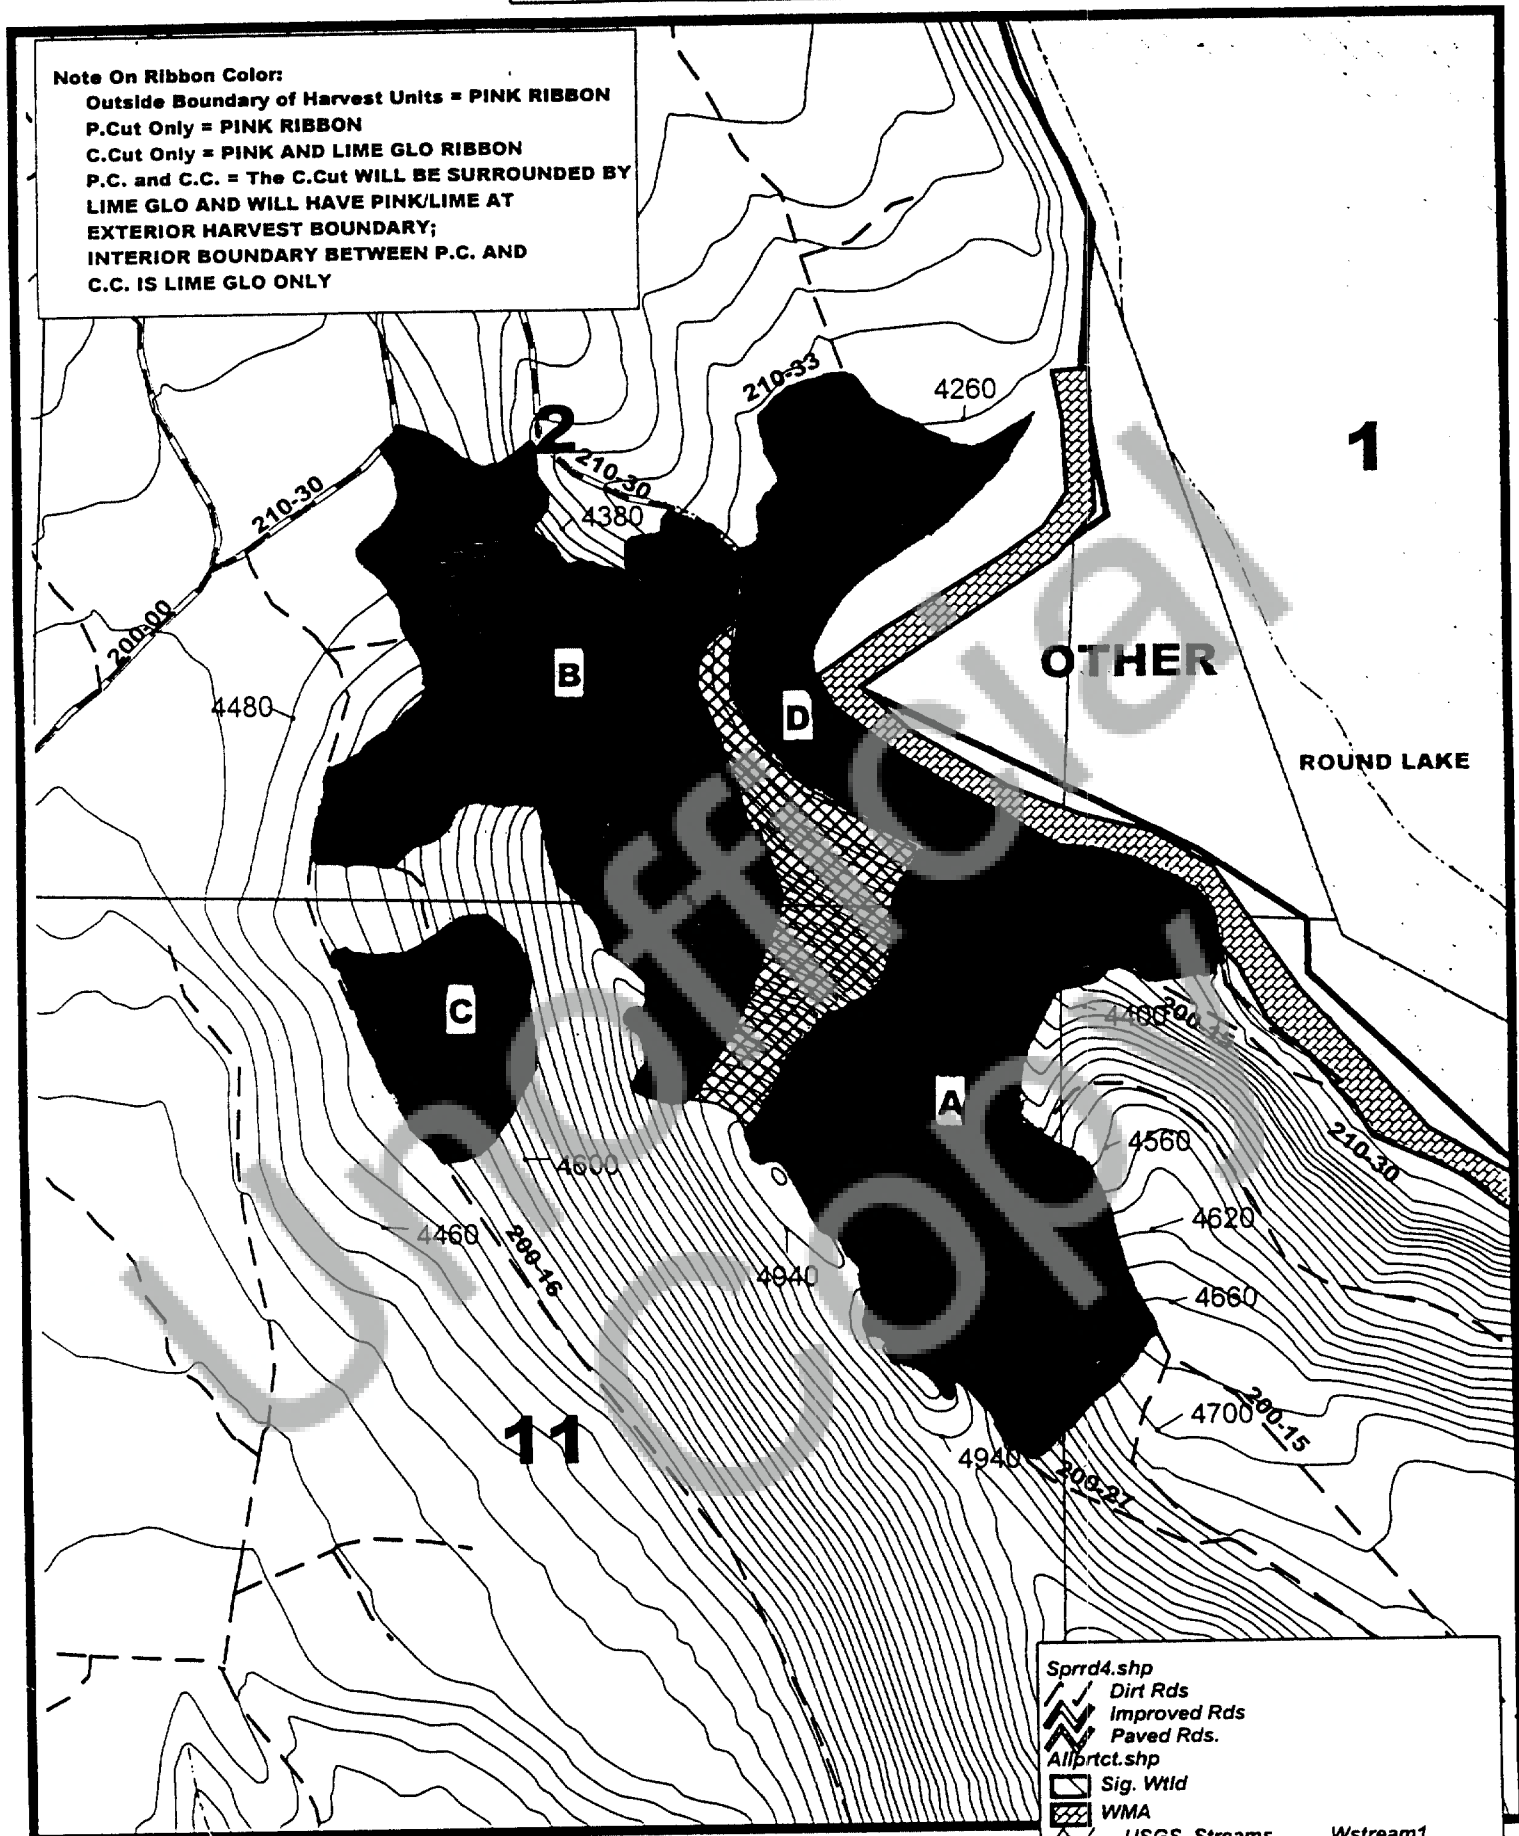 Note On Ribbon Color:
Outside Boundary of Harvest Units = PINK RIBBON
P.Cut Only = PINK RIBBON
C.Cut Only = PINK AND LIME GLO RIBBON
P.C. and C.C. = The C.Cut WILL BE SURROUNDED BY
LIME GLO AND WILL HAVE PINK/LIME AT
EXTERIOR HARVEST BOUNDARY;
INTERIOR BOUNDARY BETWEEN P.C. AND
C.C. IS LIME GLO ONLY
210-33
4260
2
1
210-30
210-30
4380
200-00
OTHER
B
4480
D
ROUND LAKE
C
4400
A
4560
210-30
4600
4620
4460
200-16
4940
4660
4700
200-15
11
4940
200-27
Unofficial
Copy
Sprrd4.shp
Dirt Rds
Improved Rds
Paved Rds.
Allprtct.shp
Sig. Wtld
WMA
USGS Streams
Wstream1